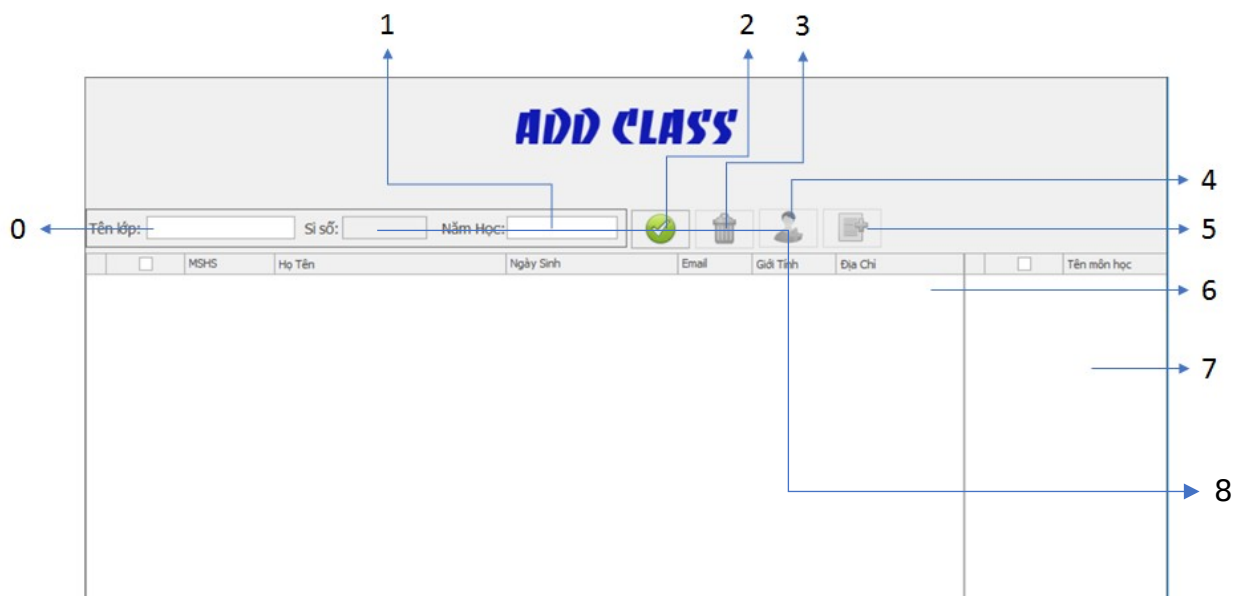 1 2 3
ADD CLASS
4
0 Tên lớp: Sỉ số: Năm Học: 5
MSHS Họ Tên Ngày Sinh Email Giới Tính Địa Chỉ Tên môn học
6
7
8